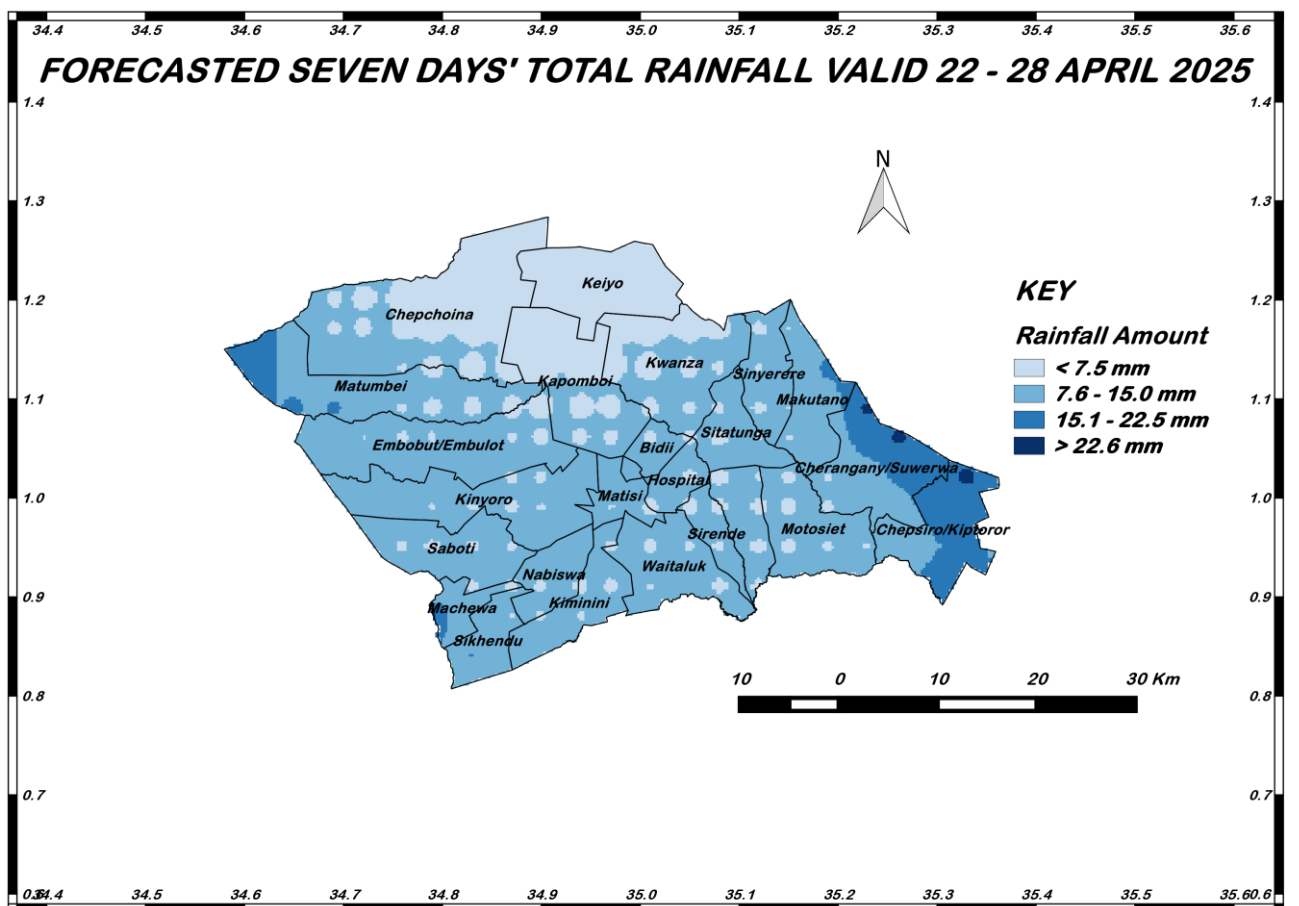 34.4 34.5 34.6 34.7 34.8 34.9 35.0 35.1 35.2 35.3 35.4 35.5 35.6
FORECASTED SEVEN DAYS' TOTAL RAINFALL VALID 22 - 28 APRIL 2025
1.4 1.4
N
1.3 1.3
Keiyo
KEY
1.2 1.2
Chepchoina
Rainfall Amount
Kwanza
< 7.5 mm
Sinyerere
Matumbei
Kapomboi
7.6 - 15.0 mm
1.1 Makutano 1.1
15.1 - 22.5 mm
Sitatunga
Embobut/Embulot
Bidii
> 22.6 mm
Cherangany/Suwerwa
Hospital
1.0 Kinyoro Matisi 1.0
Sirende
Motosiet
Chepsiro/Kiptoror
Saboti
Waitaluk
Nabiswa
0.9 Kiminini 0.9
Machewa
Sikhendu
10 0 10 20 30 Km
0.8 0.8
0.7 0.7
0.6 0.6
34.4 34.5 34.6 34.7 34.8 34.9 35.0 35.1 35.2 35.3 35.4 35.5 35.6